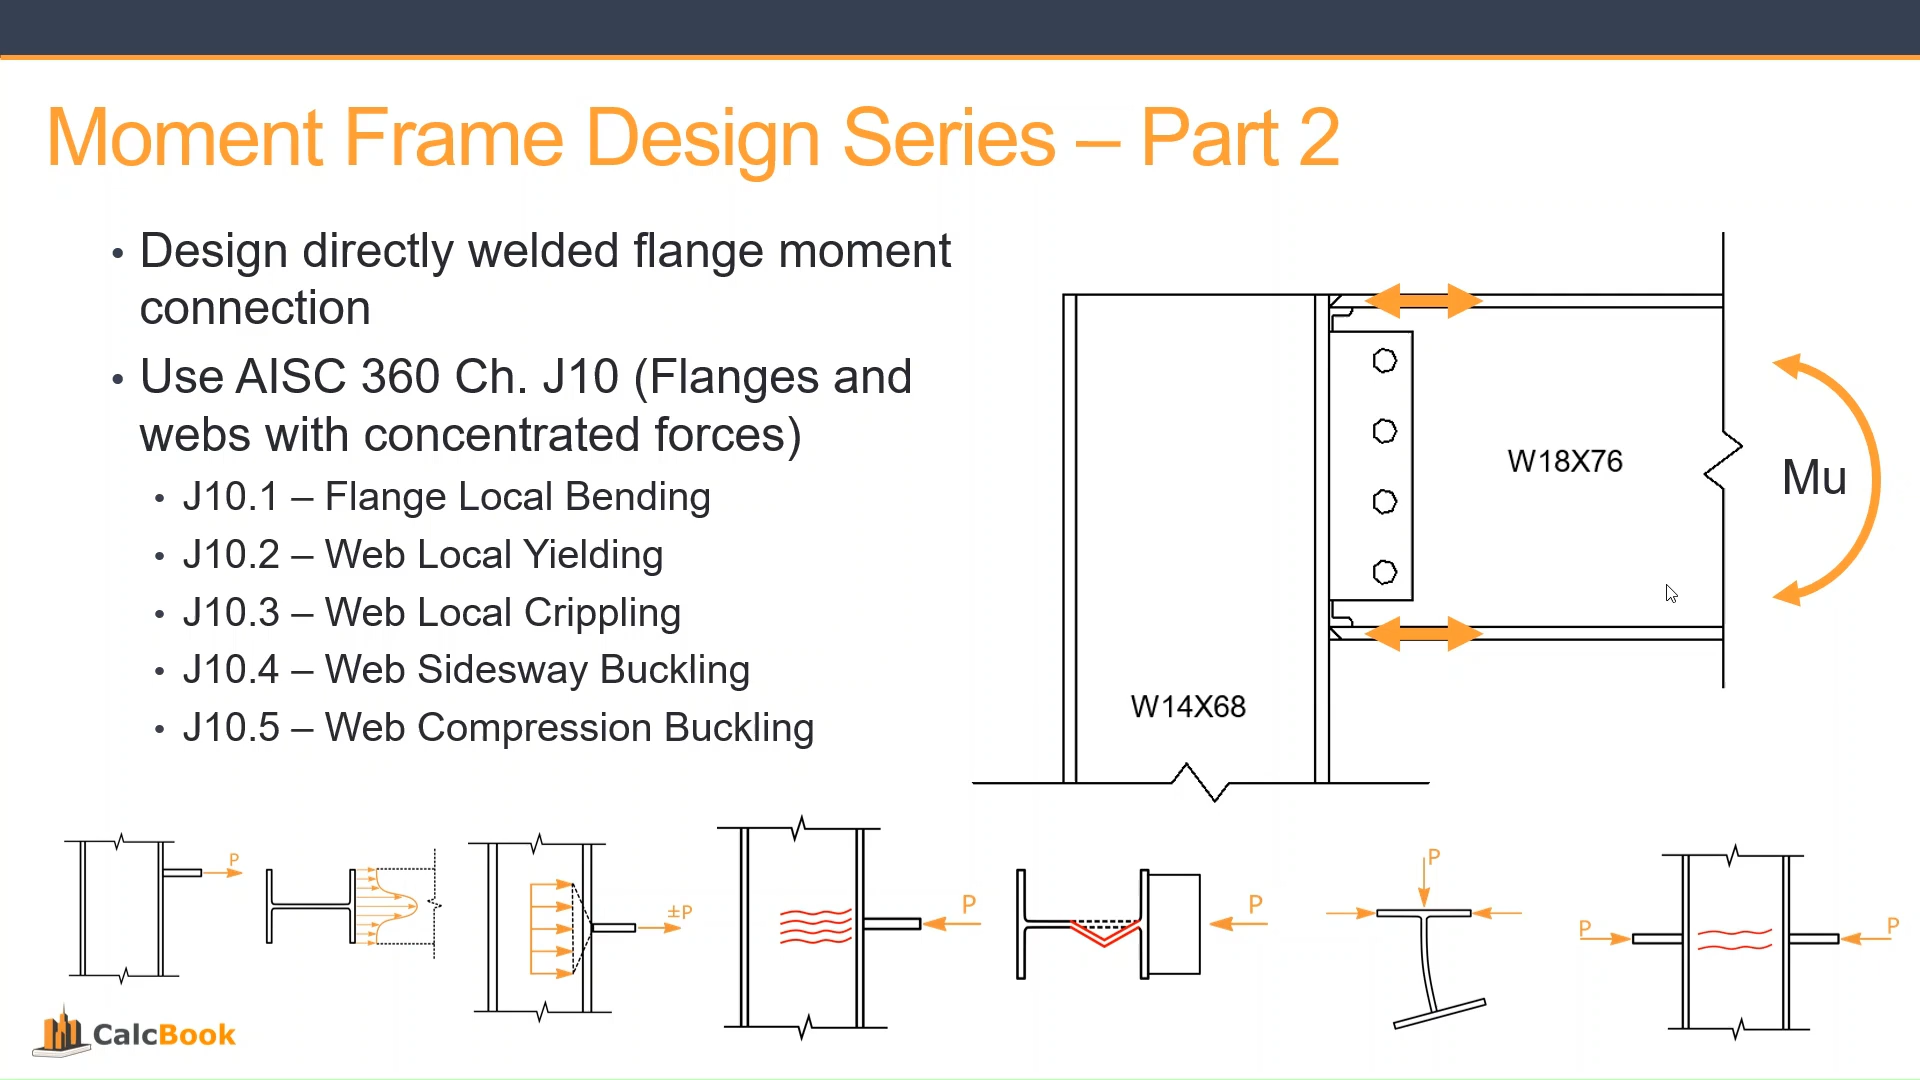 Moment Frame Design Series – Part 2
• Design directly welded flange moment
connection
• Use AISC 360 Ch. J10 (Flanges and
webs with concentrated forces)
• J10.1 – Flange Local Bending
• J10.2 – Web Local Yielding
• J10.3 – Web Local Crippling
• J10.4 – Web Sidesway Buckling
• J10.5 – Web Compression Buckling
W18X76
Mu
W14X68
P
±P
P
P
P
P
P
CalcBook